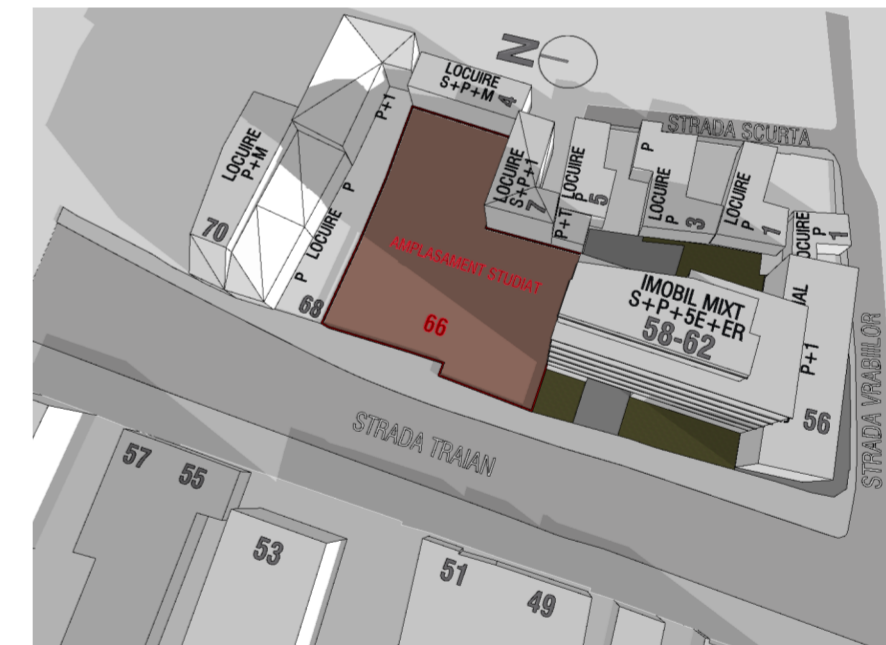 N
LOCUIRE
S+P+M
4
P+1
LOCUIRE
P+M
70
P LOCUIRE P
68
LOCUIRE
S+P+1
7
P+1
LOCUIRE
5
STRADA SCURTA
P
LOCUIRE
P
3
LOCUIRE
P
1
OCUIRE
P
1
AMPLASAMENT STUDIAT
66
IMOBIL MIXT
S+P+5E+ER
58-62
IAL
P+1
56
STRADA VRABIILOR
STRADA TRAIAN
57
55
53
51
49